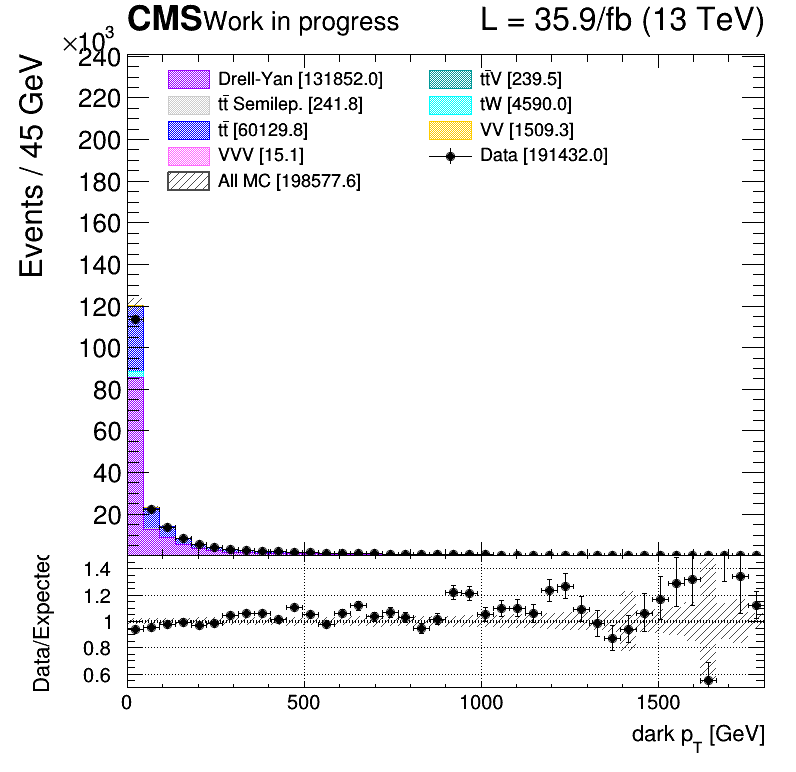 CMS Work in progress L = 35.9/fb (13 TeV)
×10³
Events / 45 GeV
240
220
200
180
160
140
120
100
80
60
40
20
Drell-Yan [131852.0]
tt̄ Semilep. [241.8]
tt̄ [60129.8]
VVV [15.1]
All MC [198577.6]
tt̄V [239.5]
tW [4590.0]
VV [1509.3]
Data [191432.0]
Data/Expected
1.4
1.2
1
0.8
0.6
0 500 1000 1500
dark p_T [GeV]